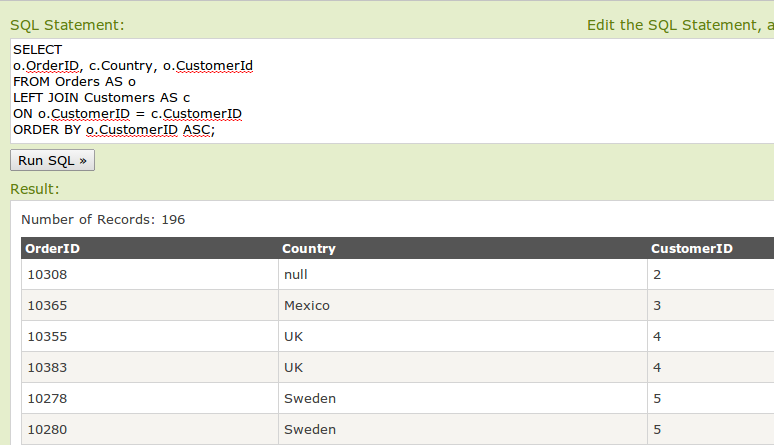 SQL Statement: Edit the SQL Statement, a
SELECT
o.OrderID, c.Country, o.CustomerId
FROM Orders AS o
LEFT JOIN Customers AS c
ON o.CustomerID = c.CustomerID
ORDER BY o.CustomerID ASC;
Run SQL »
Result:
Number of Records: 196
OrderID Country CustomerID
10308 null 2
10365 Mexico 3
10355 UK 4
10383 UK 4
10278 Sweden 5
10280 Sweden 5